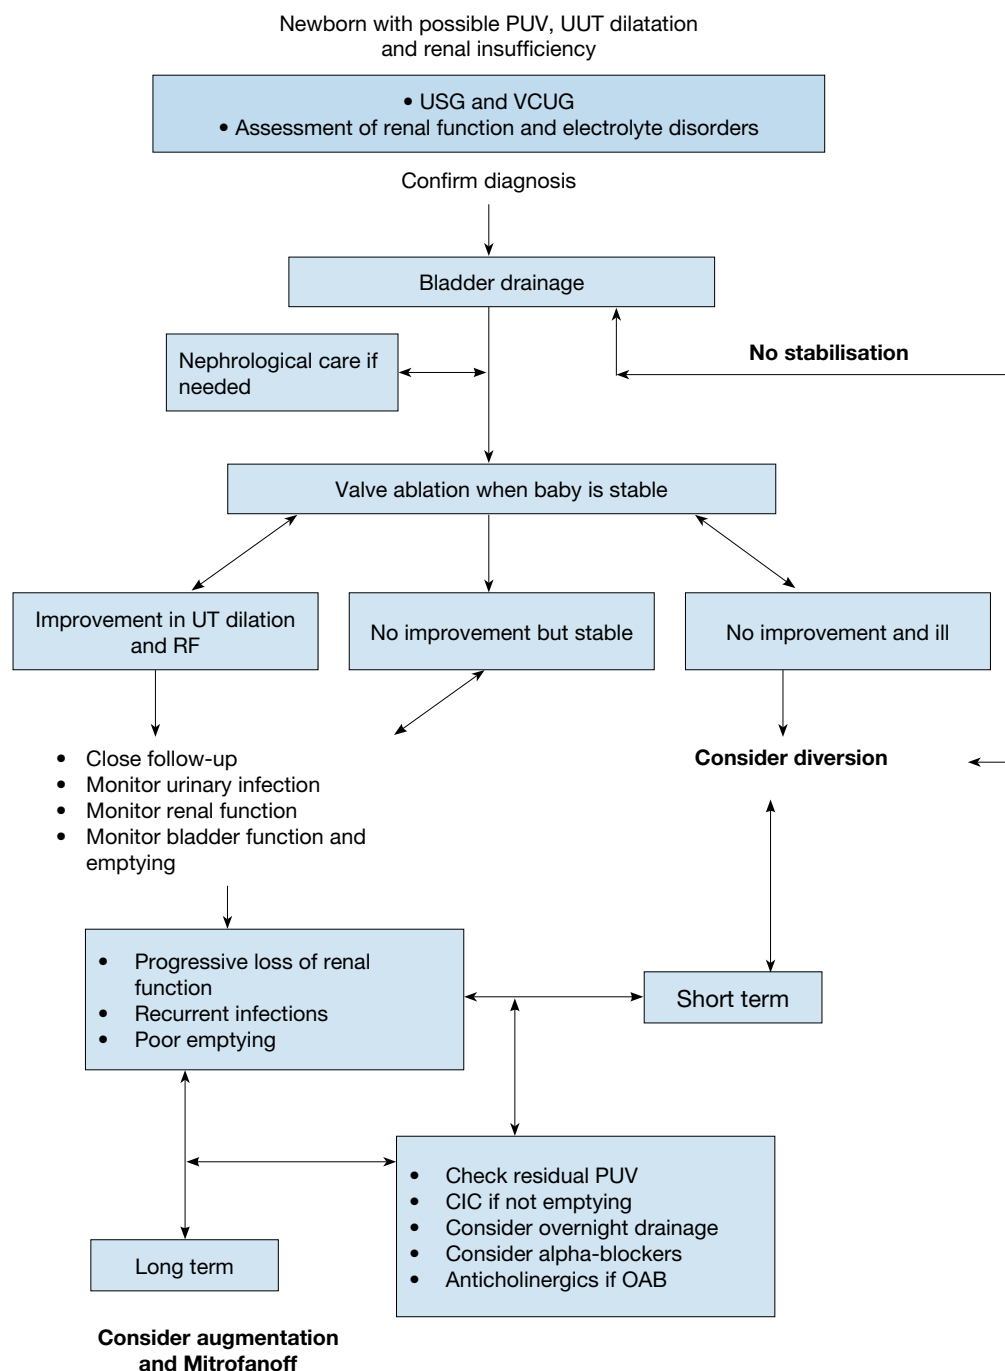 Newborn with possible PUV, UUT dilatation
and renal insufficiency
• USG and VCUG
• Assessment of renal function and electrolyte disorders
Confirm diagnosis
Bladder drainage
No stabilisation
Nephrological care if
needed
Valve ablation when baby is stable
Improvement in UT dilation
and RF
No improvement but stable
No improvement and ill
• Close follow-up
• Monitor urinary infection
• Monitor renal function
• Monitor bladder function and
emptying
Consider diversion
• Progressive loss of renal
function
• Recurrent infections
• Poor emptying
Short term
• Check residual PUV
• CIC if not emptying
• Consider overnight drainage
• Consider alpha-blockers
• Anticholinergics if OAB
Long term
Consider augmentation
and Mitrofanoff